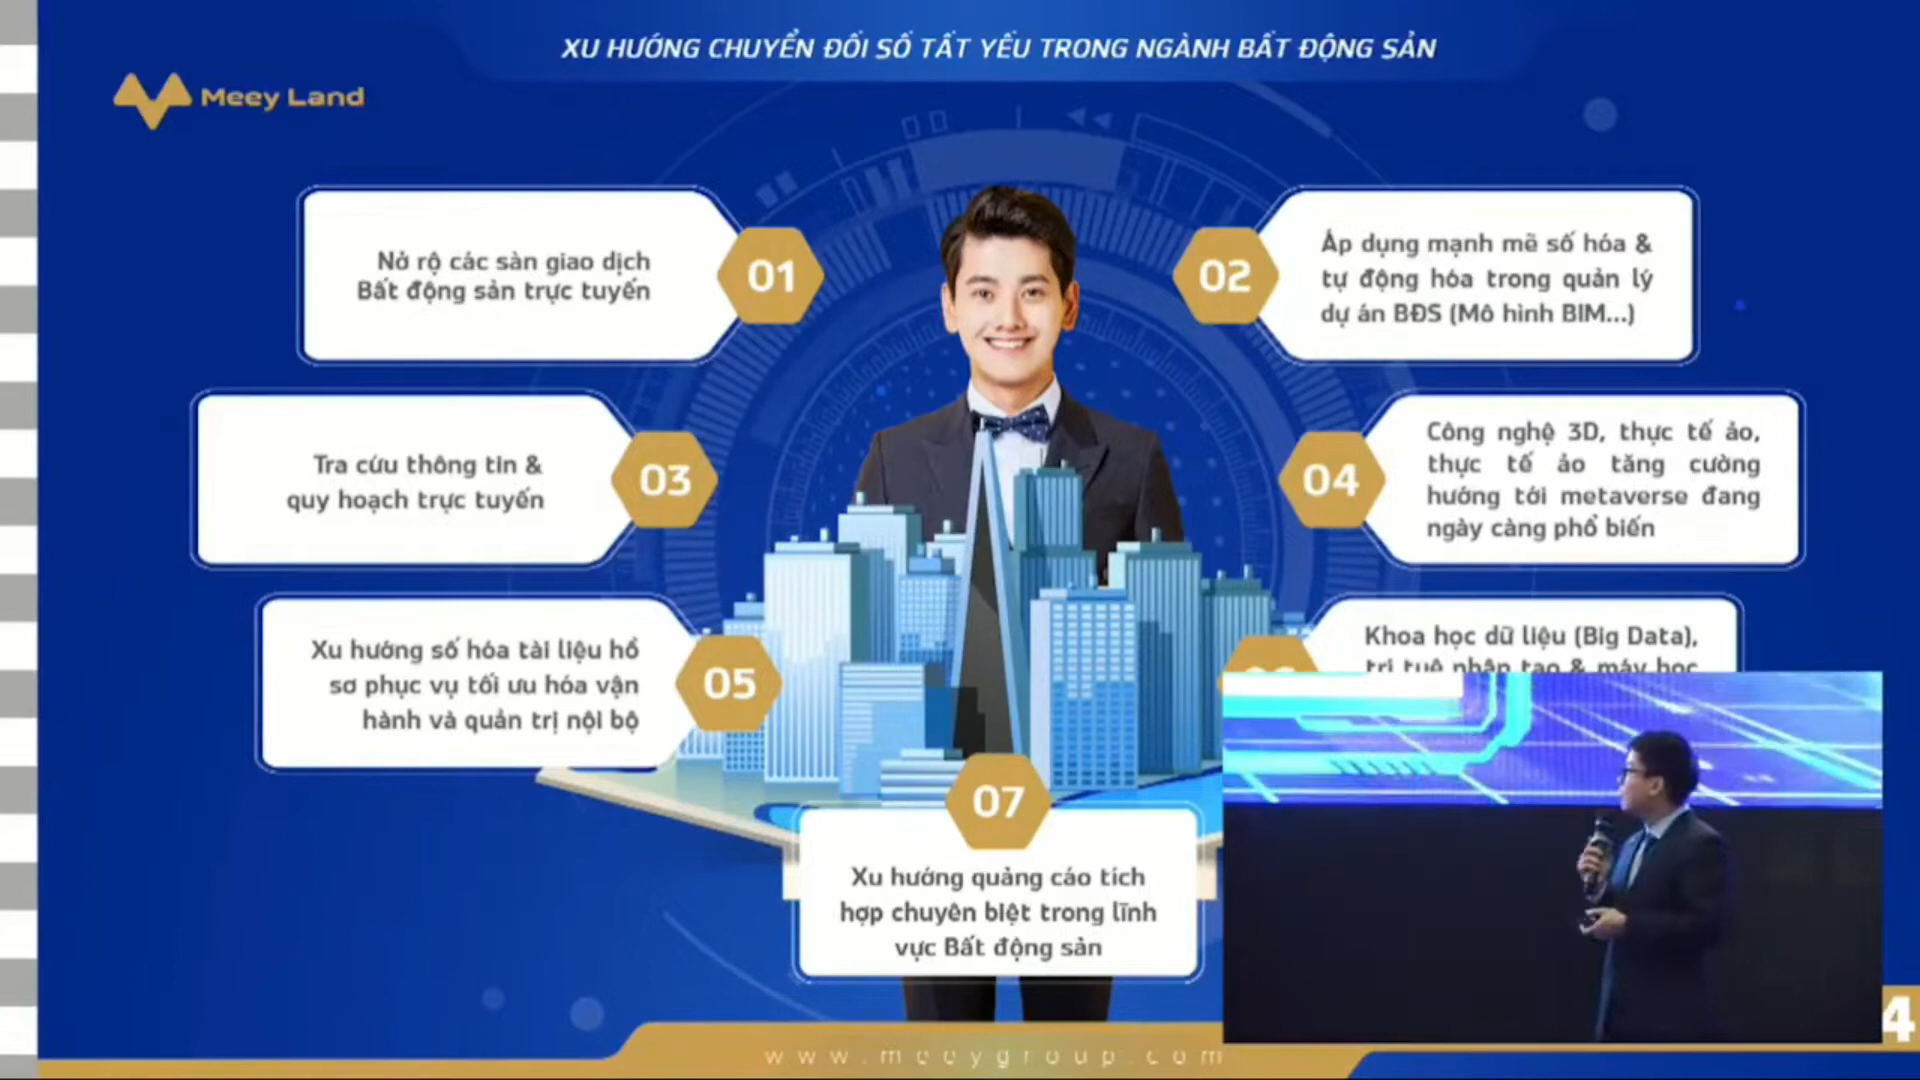 XU HƯỚNG CHUYỂN ĐỔI SỐ TẤT YẾU TRONG NGÀNH BẤT ĐỘNG SẢN
Meey Land
Nở rộ các sàn giao dịch
Bất động sản trực tuyến
01
02
Áp dụng mạnh mẽ số hóa &
tự động hóa trong quản lý
dự án BĐS (Mô hình BIM...)
Tra cứu thông tin &
quy hoạch trực tuyến
03
04
Công nghệ 3D, thực tế ảo,
thực tế ảo tăng cường
hướng tới metaverse đang
ngày càng phổ biến
Xu hướng số hóa tài liệu hồ
sơ phục vụ tối ưu hóa vận
hành và quản trị nội bộ
05
Khoa học dữ liệu (Big Data),
trí tuệ nhân tạo & máy học
07
Xu hướng quảng cáo tích
hợp chuyên biệt trong lĩnh
vực Bất động sản
www.meeygroup.com
4